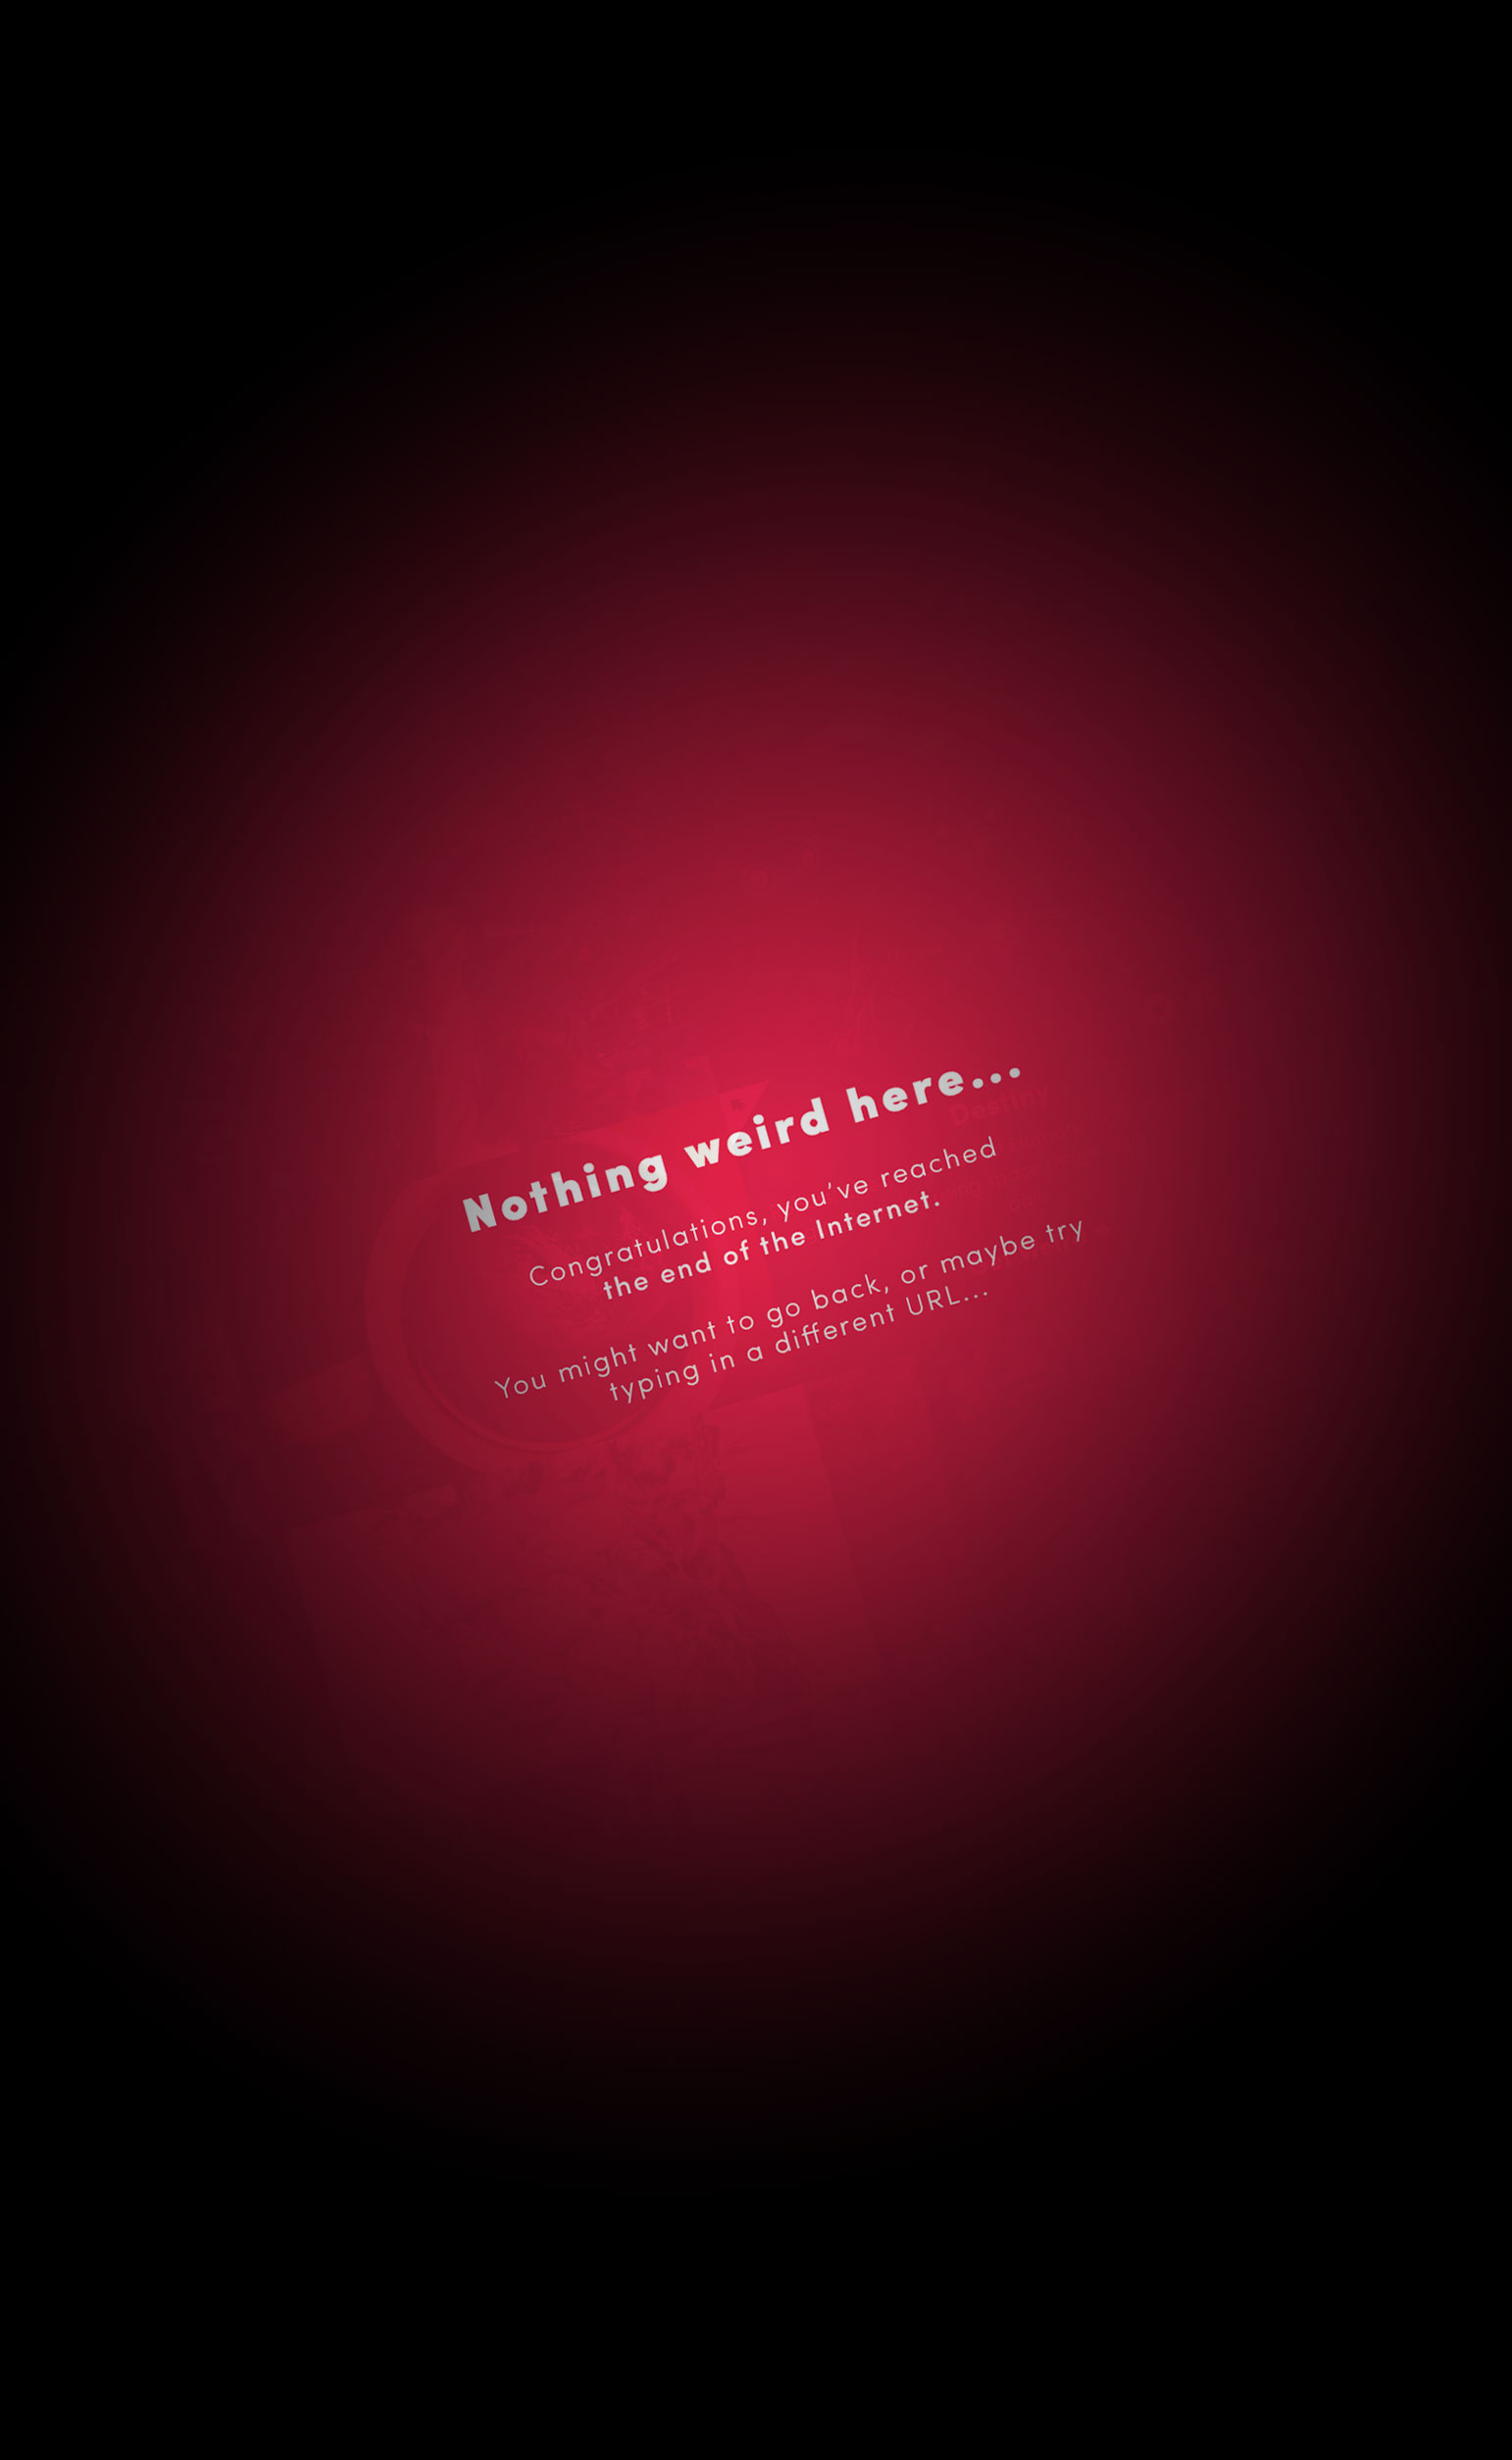 Nothing weird here...
Destiny
Congratulations, you've reached
the end of the Internet.
You might want to go back, or maybe try
typing in a different URL...